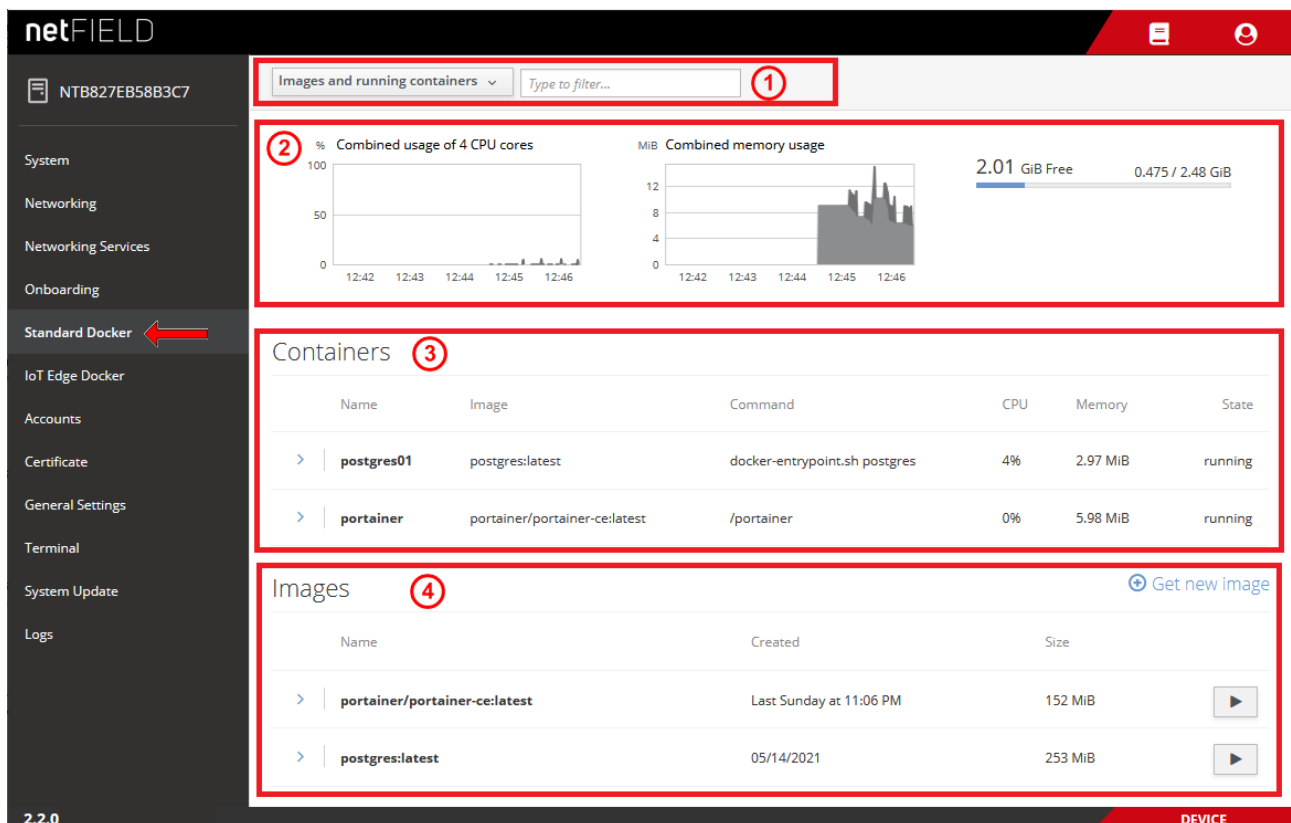 netFIELD
NTB827EB58B3C7
System
Networking
Networking Services
Onboarding
Standard Docker
IoT Edge Docker
Accounts
Certificate
General Settings
Terminal
System Update
Logs
2.2.0
Images and running containers
Type to filter...
1
2
% Combined usage of 4 CPU cores
100
50
0
12:42 12:43 12:44 12:45 12:46
MiB Combined memory usage
12
8
4
0
12:42 12:43 12:44 12:45 12:46
2.01 GiB Free 0.475 / 2.48 GiB
Containers 3
Name Image Command CPU Memory State
postgres01 postgres:latest docker-entrypoint.sh postgres 4% 2.97 MiB running
portainer portainer/portainer-ce:latest /portainer 0% 5.98 MiB running
Images 4 Get new image
Name Created Size
portainer/portainer-ce:latest Last Sunday at 11:06 PM 152 MiB
postgres:latest 05/14/2021 253 MiB
DEVICE